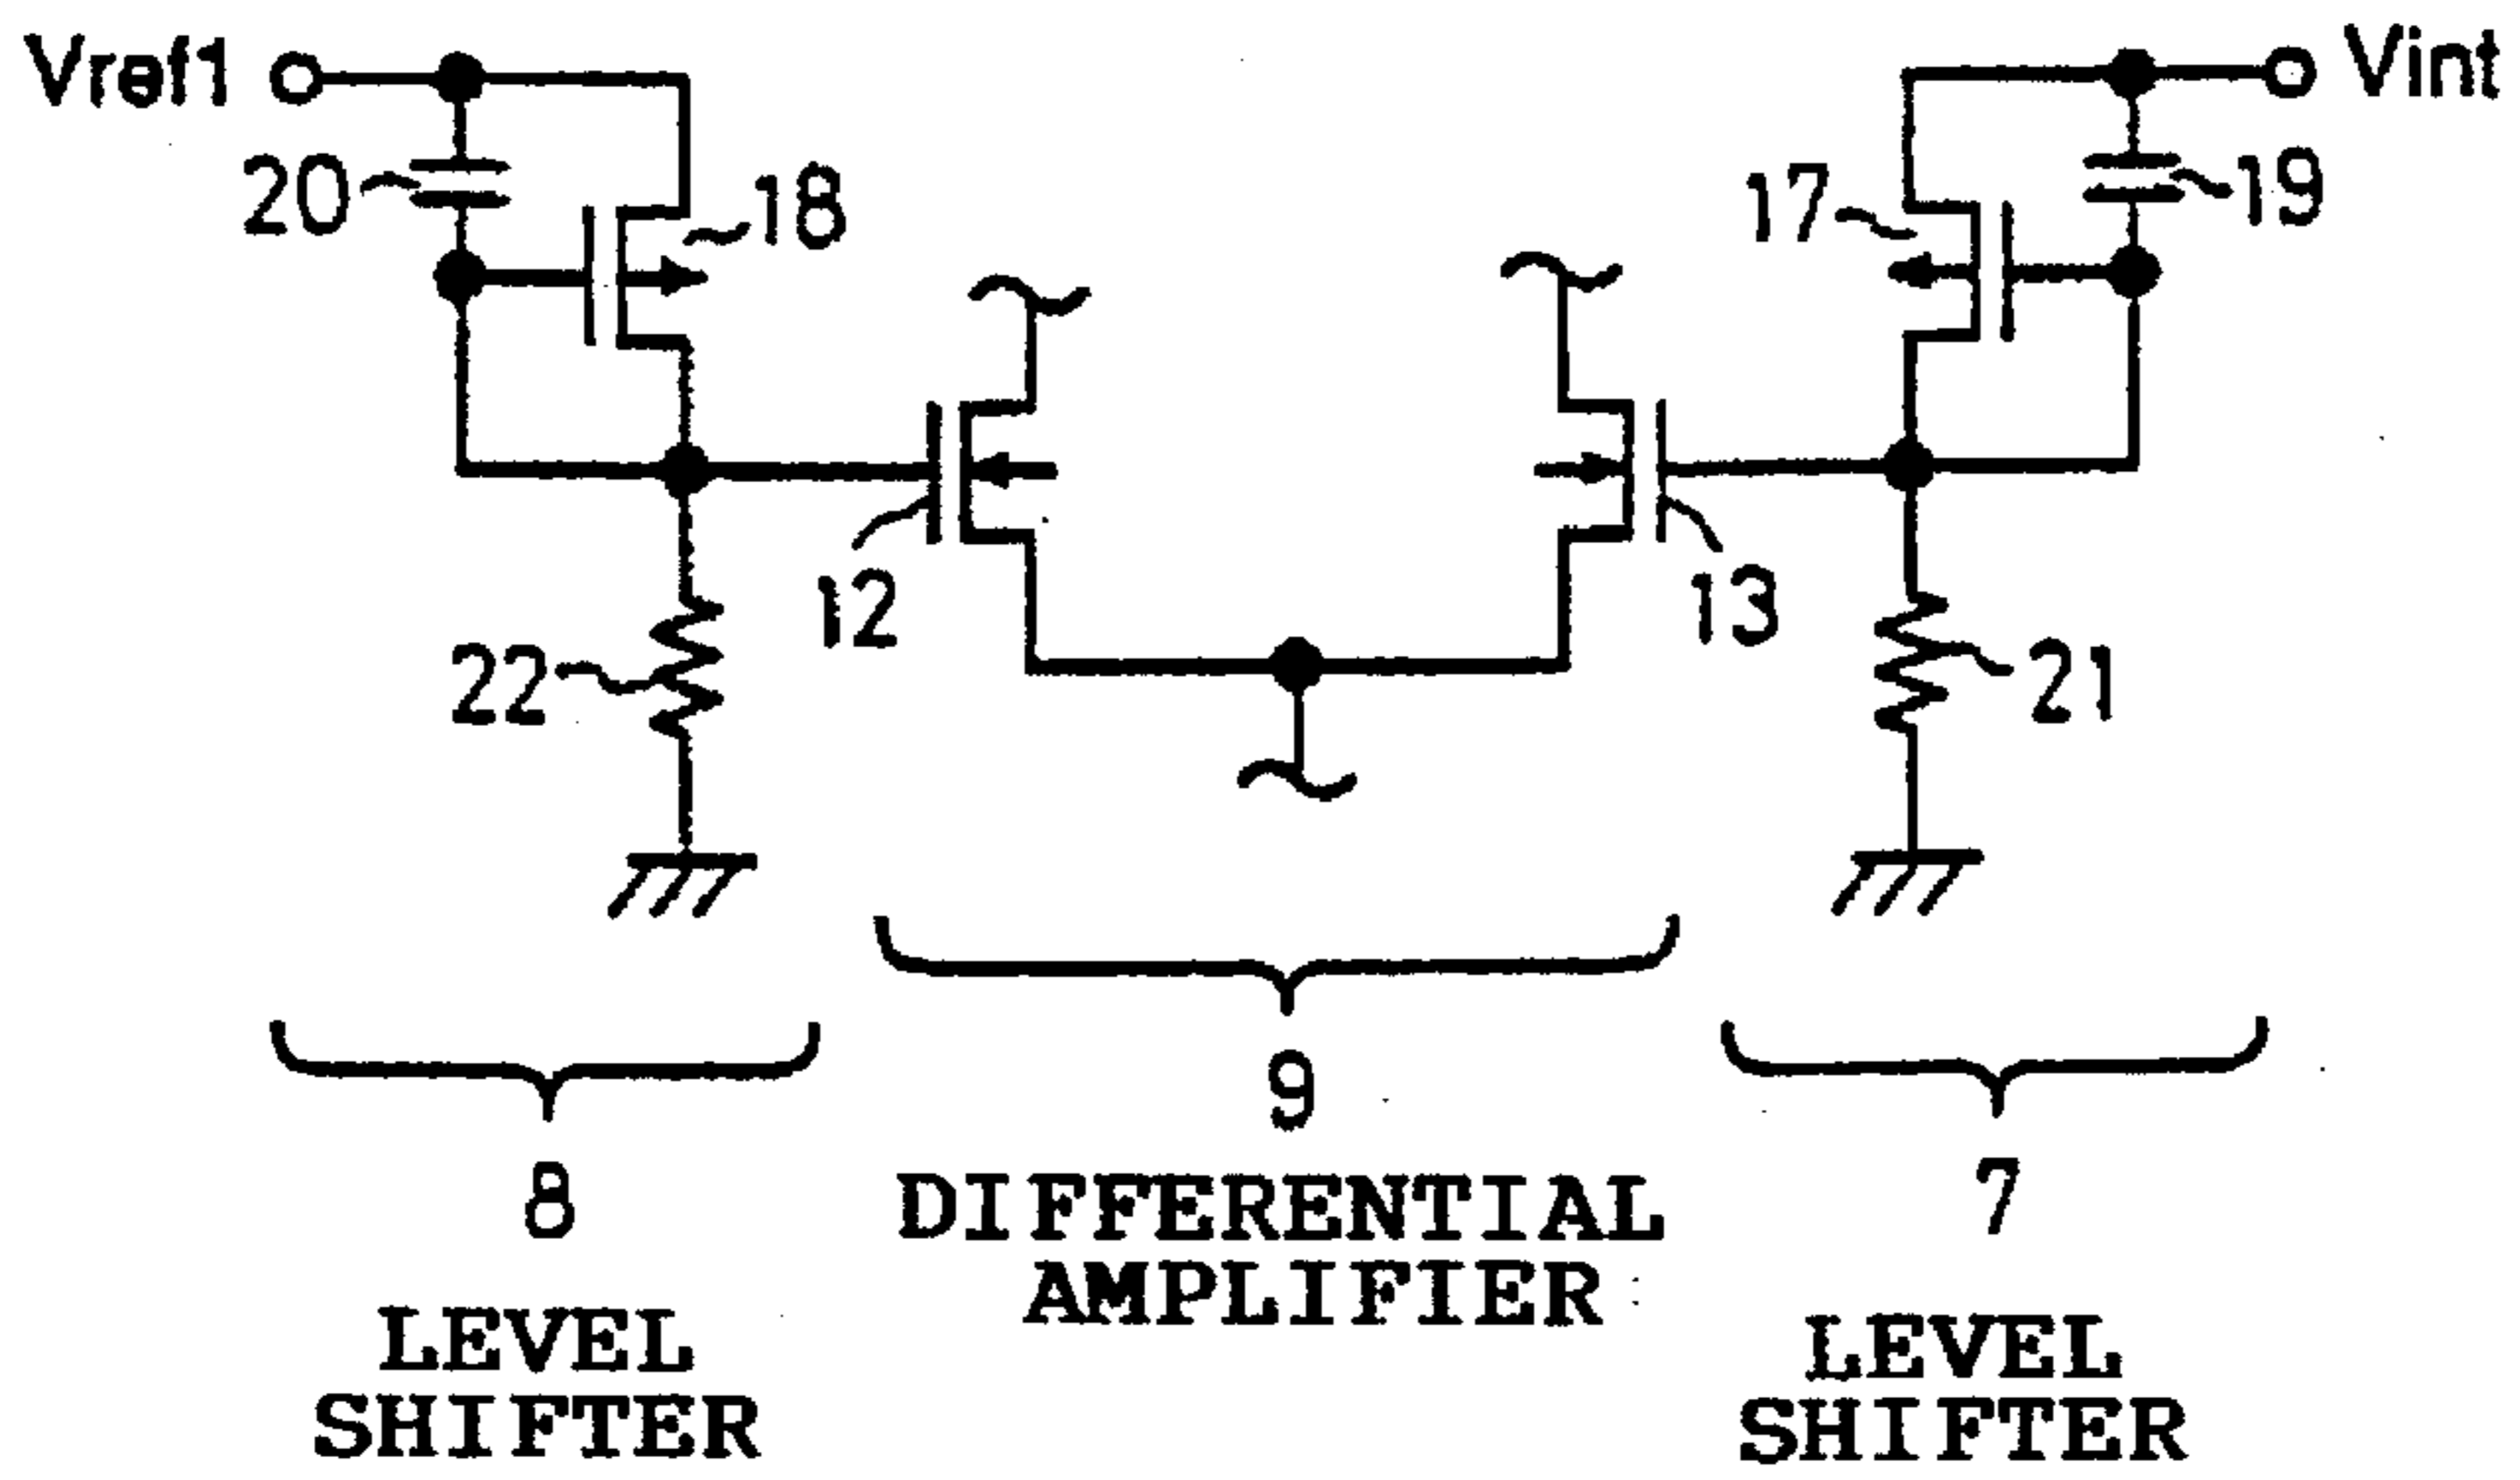 Vref1
Vint
20
18
17
19
12
13
22
21
9
8
DIFFERENTIAL
AMPLIFIER
7
LEVEL
SHIFTER
LEVEL
SHIFTER